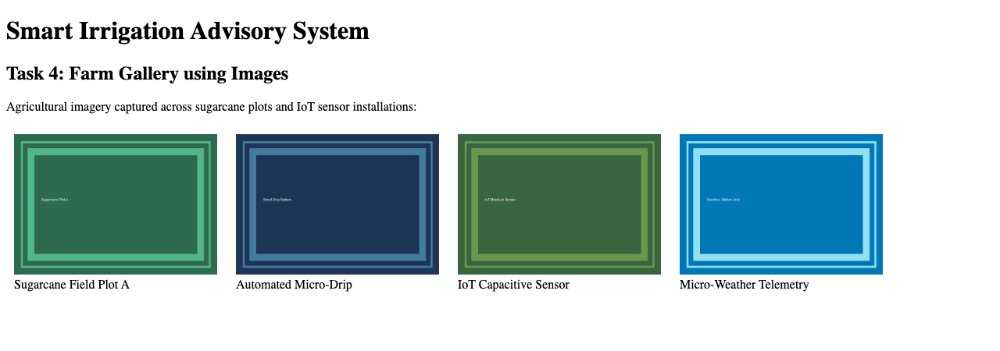 Smart Irrigation Advisory System
Task 4: Farm Gallery using Images
Agricultural imagery captured across sugarcane plots and IoT sensor installations:
Sugarcane Plot A
Smart Drip System
IoT Moisture Sensor
Weather Station Unit
Sugarcane Field Plot A
Automated Micro-Drip
IoT Capacitive Sensor
Micro-Weather Telemetry